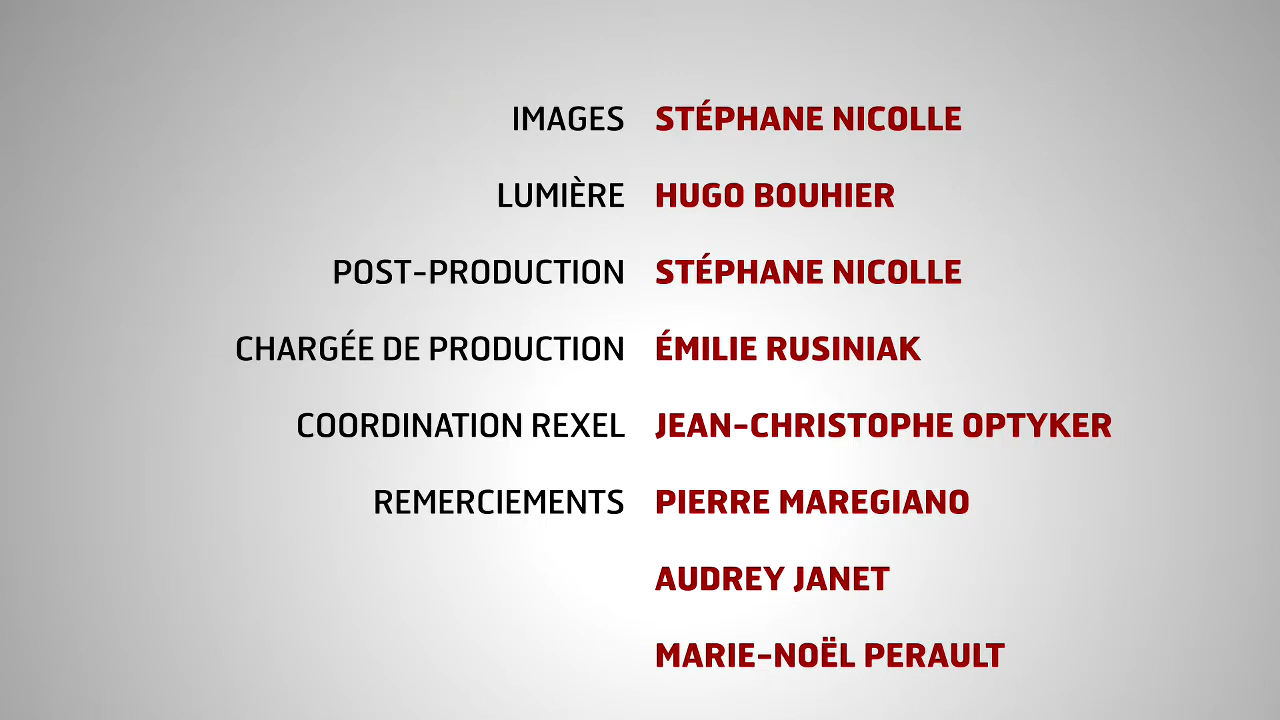 IMAGES STÉPHANE NICOLLE
LUMIÈRE HUGO BOUHIER
POST-PRODUCTION STÉPHANE NICOLLE
CHARGÉE DE PRODUCTION ÉMILIE RUSINIAK
COORDINATION REXEL JEAN-CHRISTOPHE OPTYKER
REMERCIEMENTS PIERRE MAREGIANO
AUDREY JANET
MARIE-NOËL PERAULT